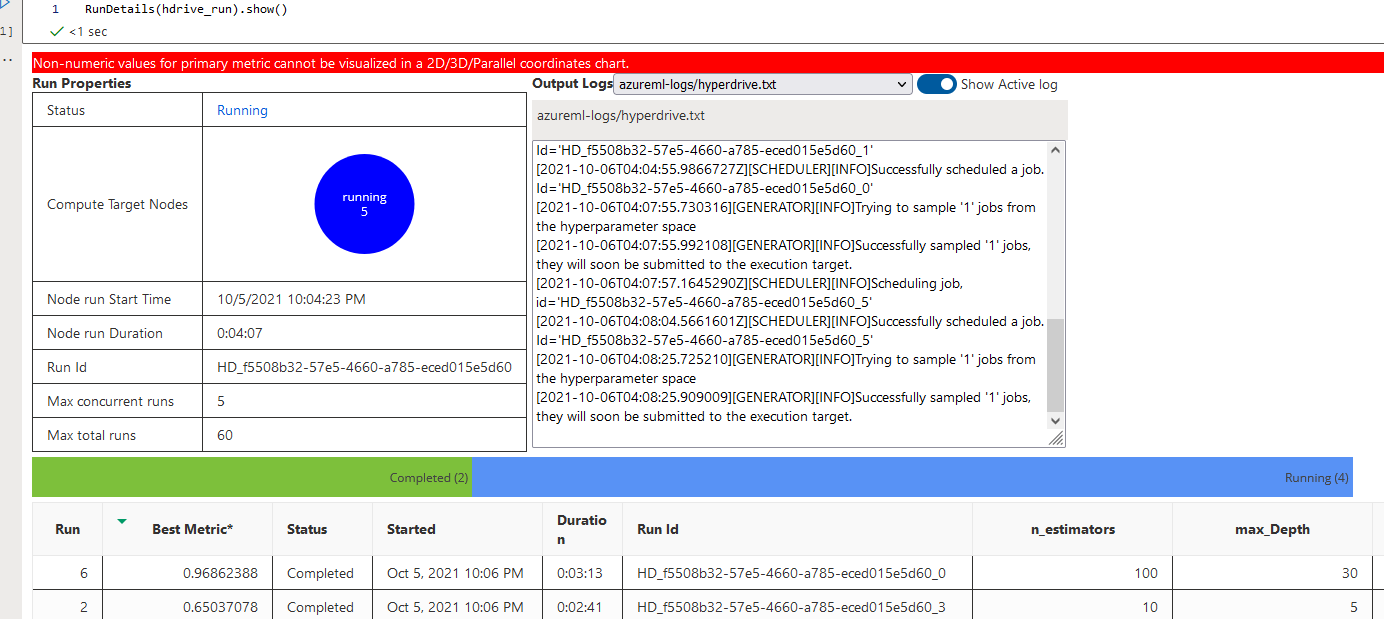 1 RunDetails(hdrive_run).show()
1] <1 sec
Non-numeric values for primary metric cannot be visualized in a 2D/3D/Parallel coordinates chart.
Run Properties
Status Running
Compute Target Nodes
running
5
Node run Start Time 10/5/2021 10:04:23 PM
Node run Duration 0:04:07
Run Id HD_f5508b32-57e5-4660-a785-eced015e5d60
Max concurrent runs 5
Max total runs 60
Output Logs azureml-logs/hyperdrive.txt Show Active log
azureml-logs/hyperdrive.txt
Id='HD_f5508b32-57e5-4660-a785-eced015e5d60_1'
[2021-10-06T04:04:55.9866727Z][SCHEDULER][INFO]Successfully scheduled a job.
Id='HD_f5508b32-57e5-4660-a785-eced015e5d60_0'
[2021-10-06T04:07:55.730316][GENERATOR][INFO]Trying to sample '1' jobs from
the hyperparameter space
[2021-10-06T04:07:55.992108][GENERATOR][INFO]Successfully sampled '1' jobs,
they will soon be submitted to the execution target.
[2021-10-06T04:07:57.1645290Z][SCHEDULER][INFO]Scheduling job,
id='HD_f5508b32-57e5-4660-a785-eced015e5d60_5'
[2021-10-06T04:08:04.5661601Z][SCHEDULER][INFO]Successfully scheduled a job.
Id='HD_f5508b32-57e5-4660-a785-eced015e5d60_5'
[2021-10-06T04:08:25.725210][GENERATOR][INFO]Trying to sample '1' jobs from
the hyperparameter space
[2021-10-06T04:08:25.909009][GENERATOR][INFO]Successfully sampled '1' jobs,
they will soon be submitted to the execution target.
Completed (2) Running (4)
Run Best Metric* Status Started Duratio
n Run Id n_estimators max_Depth
6 0.96862388 Completed Oct 5, 2021 10:06 PM 0:03:13 HD_f5508b32-57e5-4660-a785-eced015e5d60_0 100 30
2 0.65037078 Completed Oct 5, 2021 10:06 PM 0:02:41 HD_f5508b32-57e5-4660-a785-eced015e5d60_3 10 5